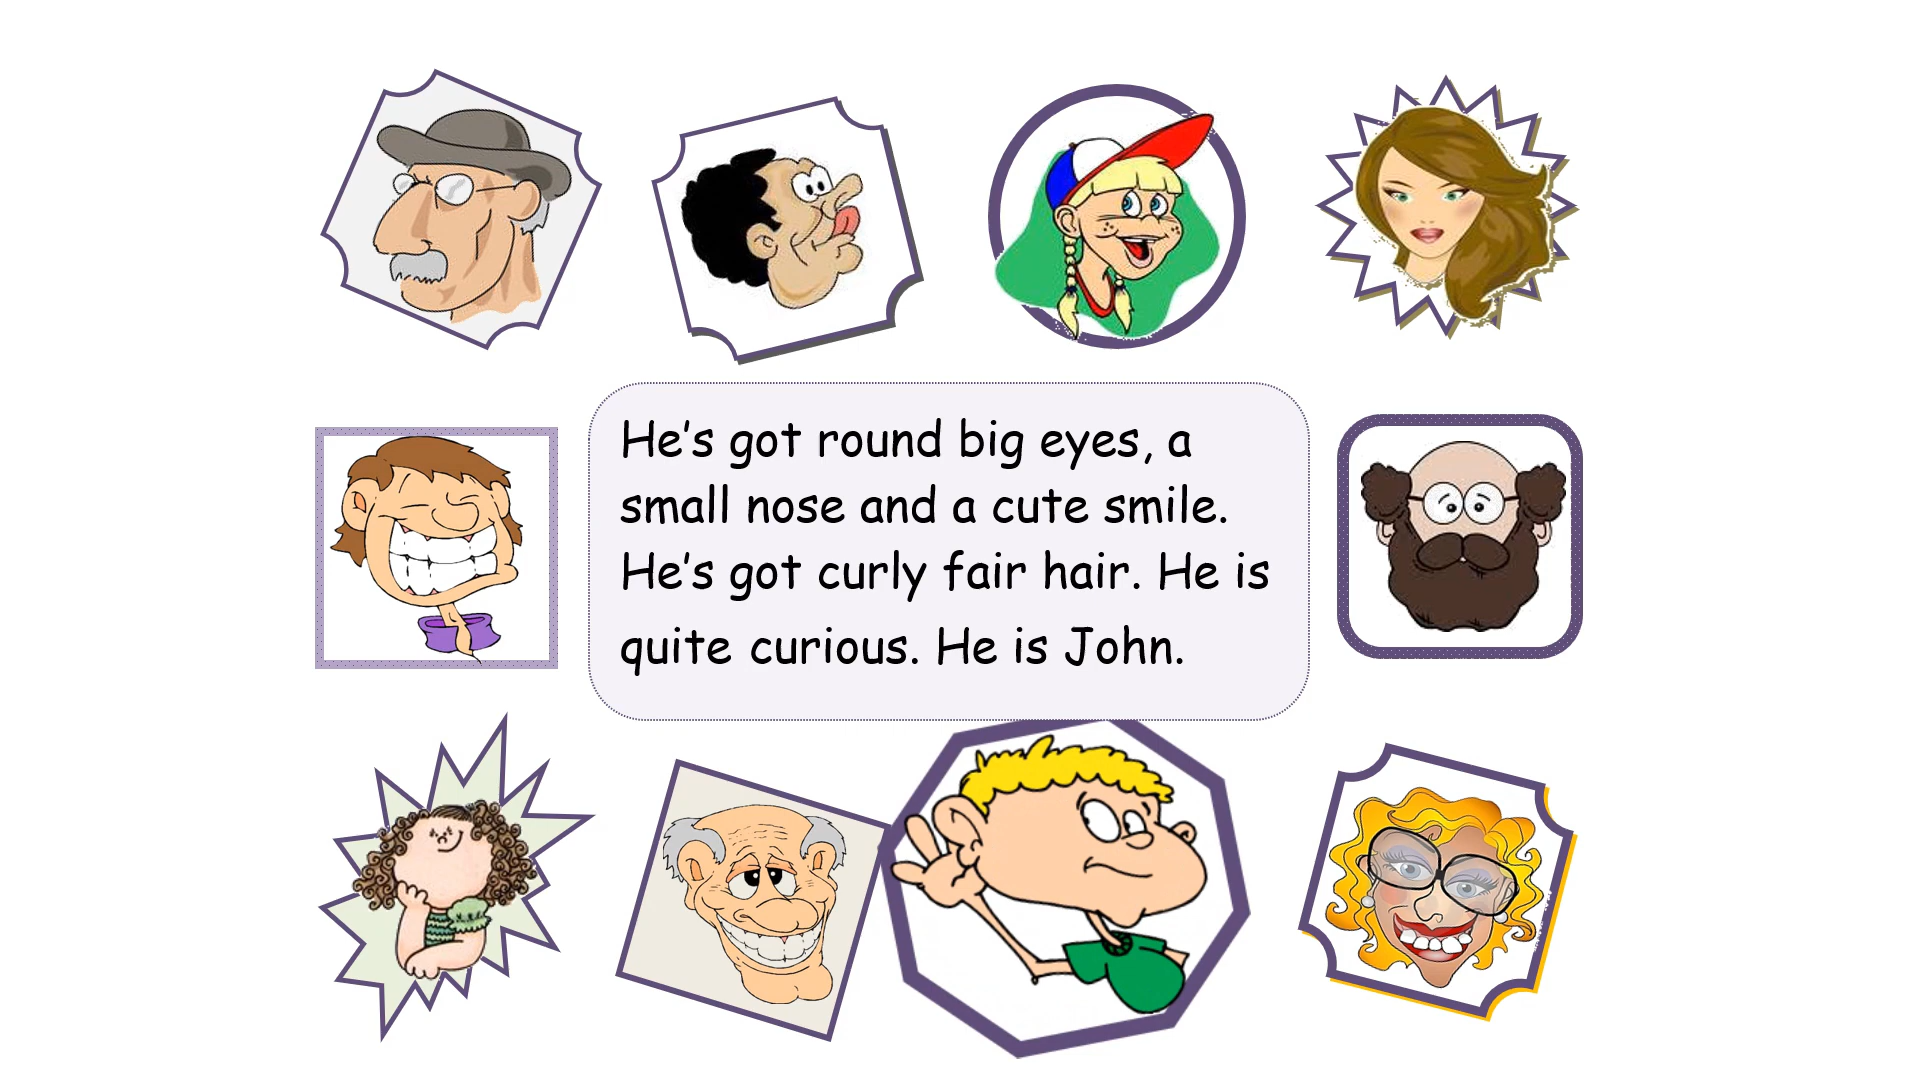 He’s got round big eyes, a
small nose and a cute smile.
He’s got curly fair hair. He is
quite curious. He is John.